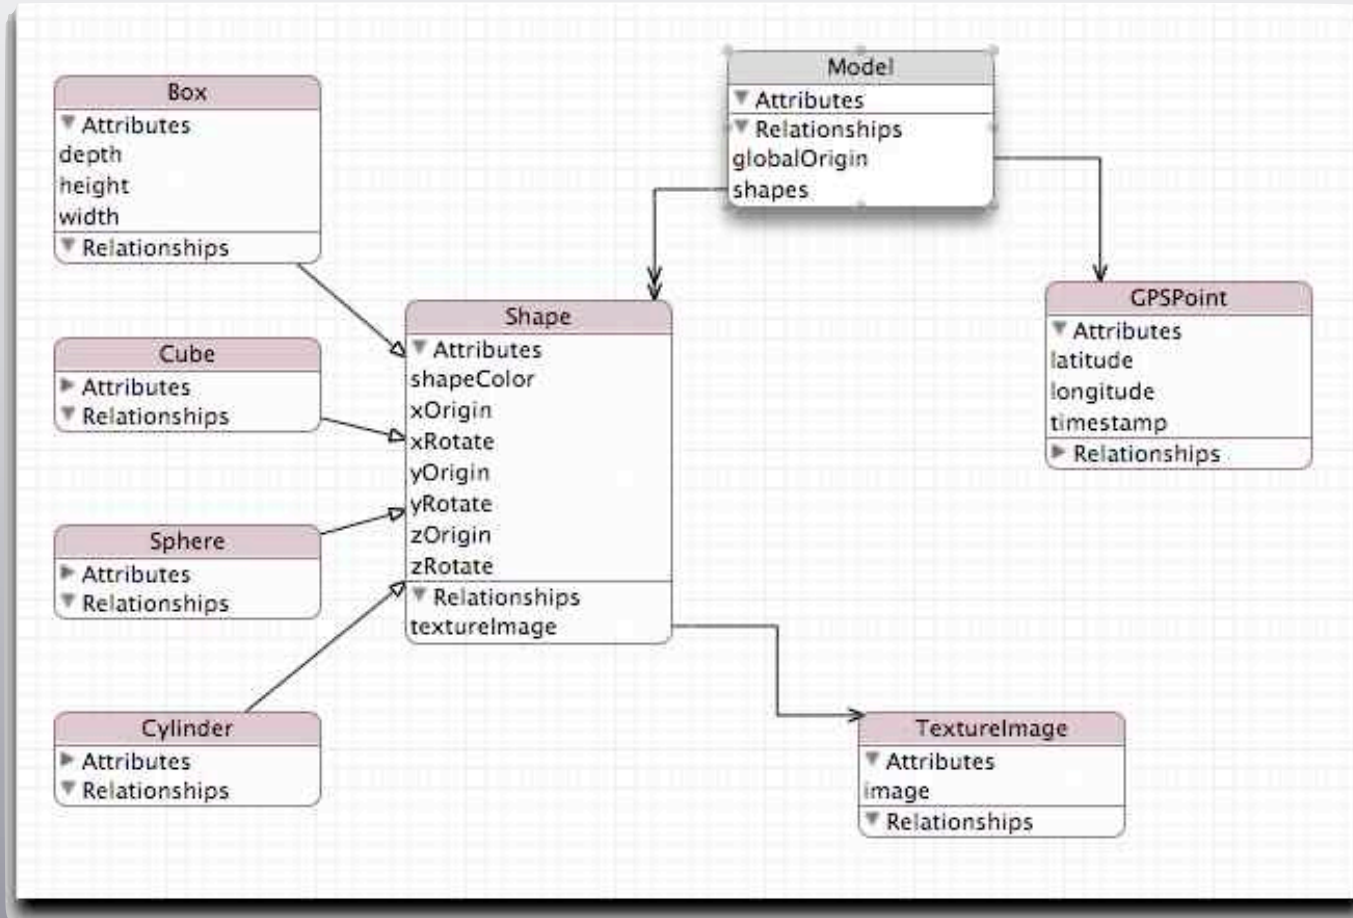 Box
Attributes
depth
height
width
Relationships
Cube
Attributes
Relationships
Sphere
Attributes
Relationships
Cylinder
Attributes
Relationships
Shape
Attributes
shapeColor
xOrigin
xRotate
yOrigin
yRotate
zOrigin
zRotate
Relationships
textureImage
Model
Attributes
Relationships
globalOrigin
shapes
GPSPoint
Attributes
latitude
longitude
timestamp
Relationships
TextureImage
Attributes
image
Relationships